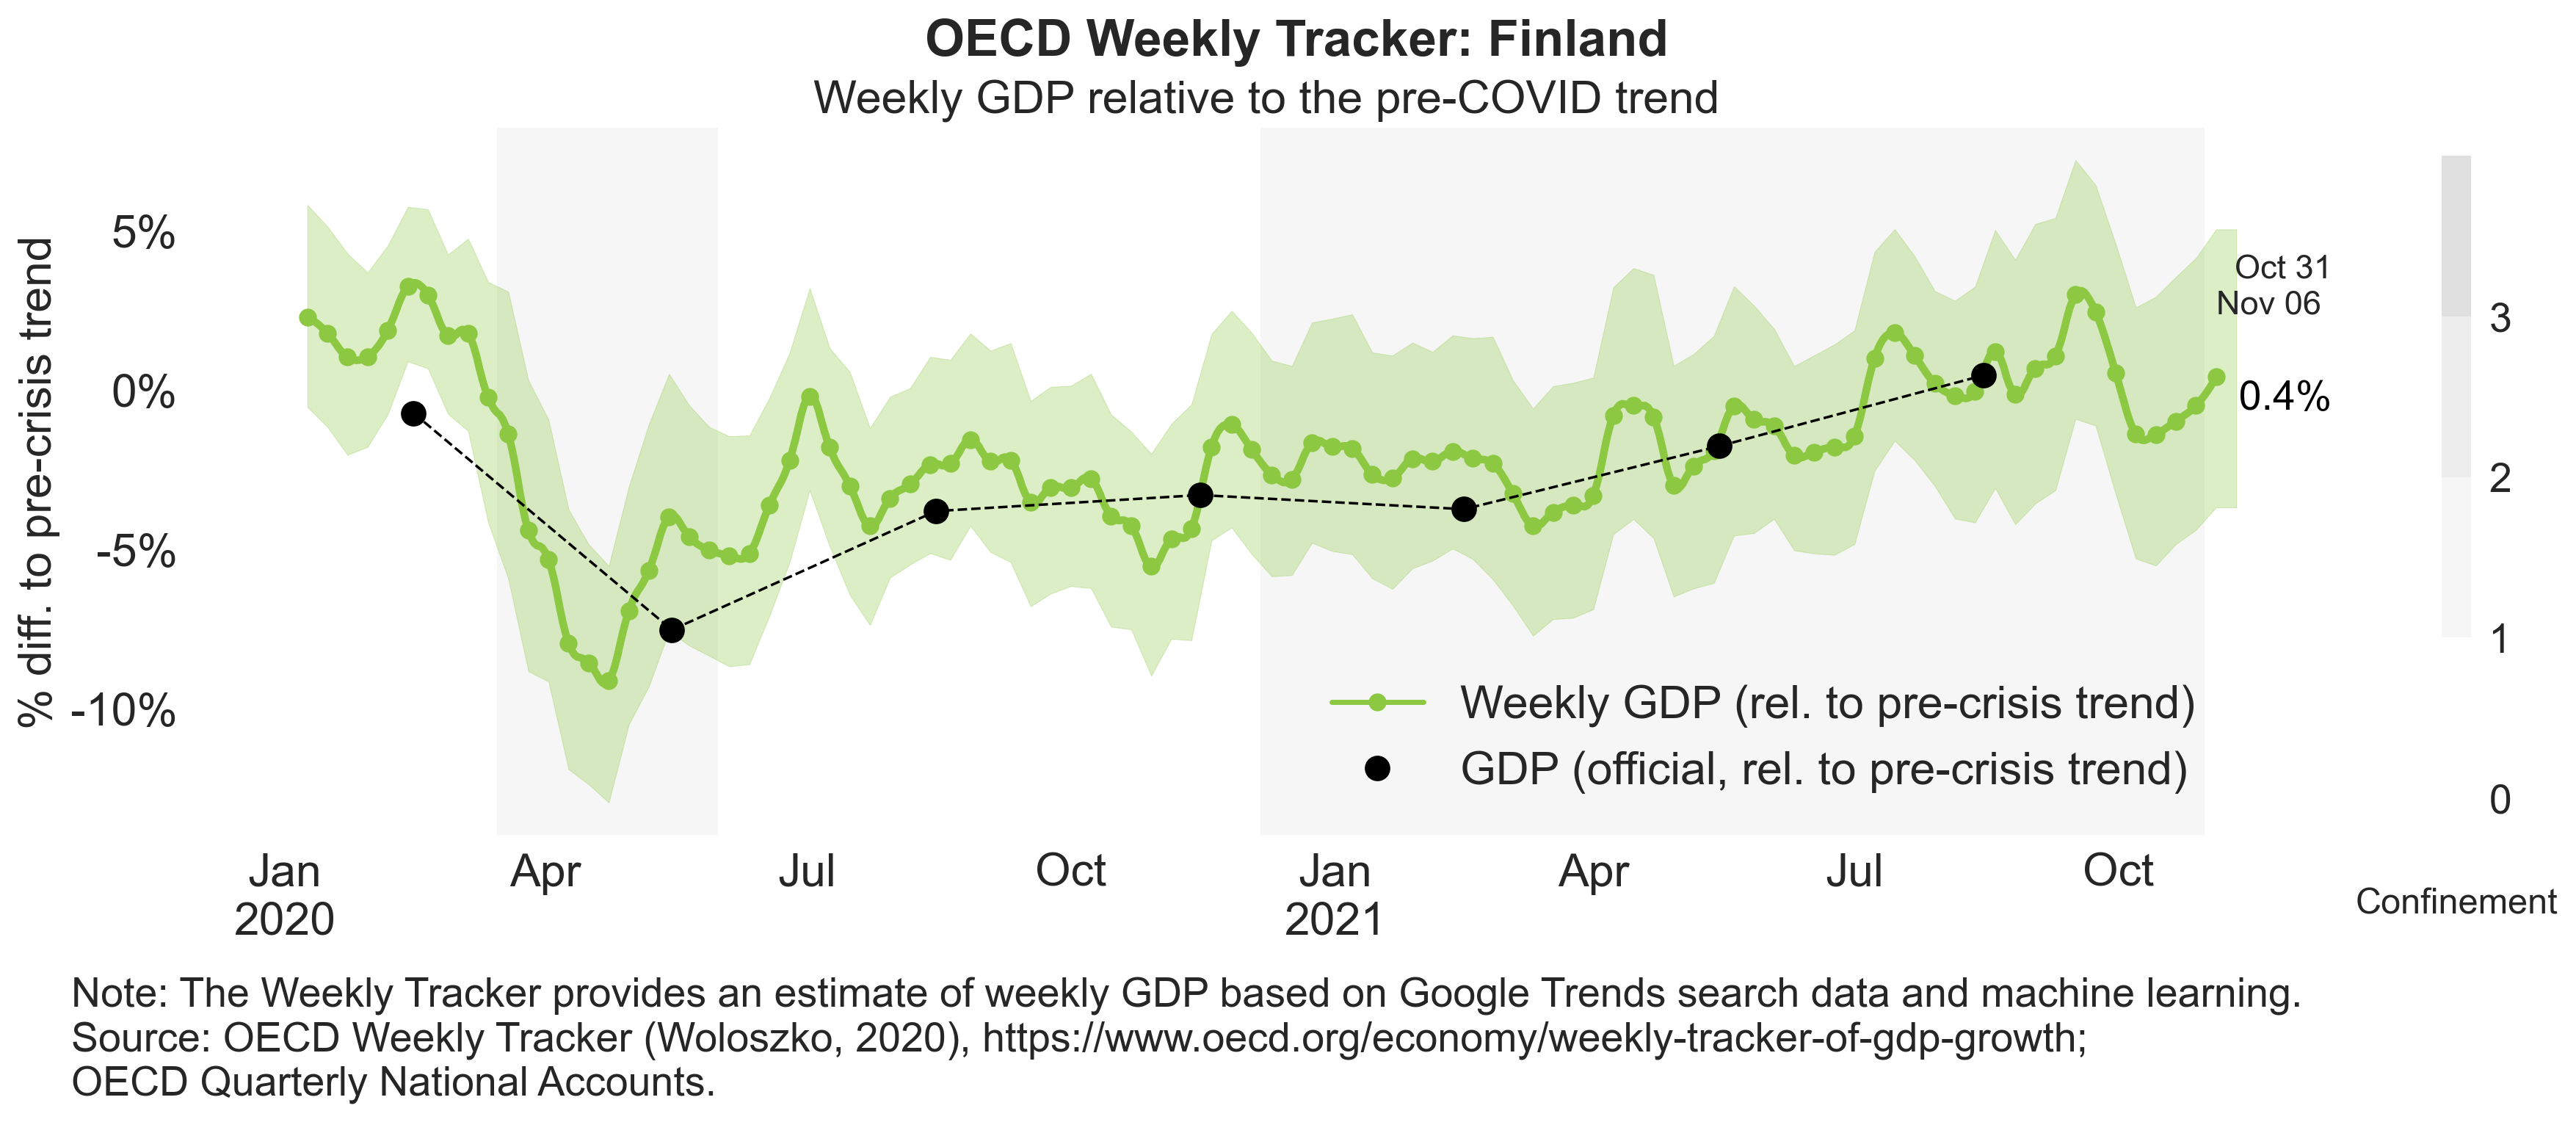 OECD Weekly Tracker: Finland
Weekly GDP relative to the pre-COVID trend
% diff. to pre-crisis trend
5%
0%
-5%
-10%
Oct 31
Nov 06
0.4%
3
2
1
0
Confinement
Weekly GDP (rel. to pre-crisis trend)
GDP (official, rel. to pre-crisis trend)
Jan
2020
Apr
Jul
Oct
Jan
2021
Apr
Jul
Oct
Note: The Weekly Tracker provides an estimate of weekly GDP based on Google Trends search data and machine learning.
Source: OECD Weekly Tracker (Woloszko, 2020), https://www.oecd.org/economy/weekly-tracker-of-gdp-growth;
OECD Quarterly National Accounts.